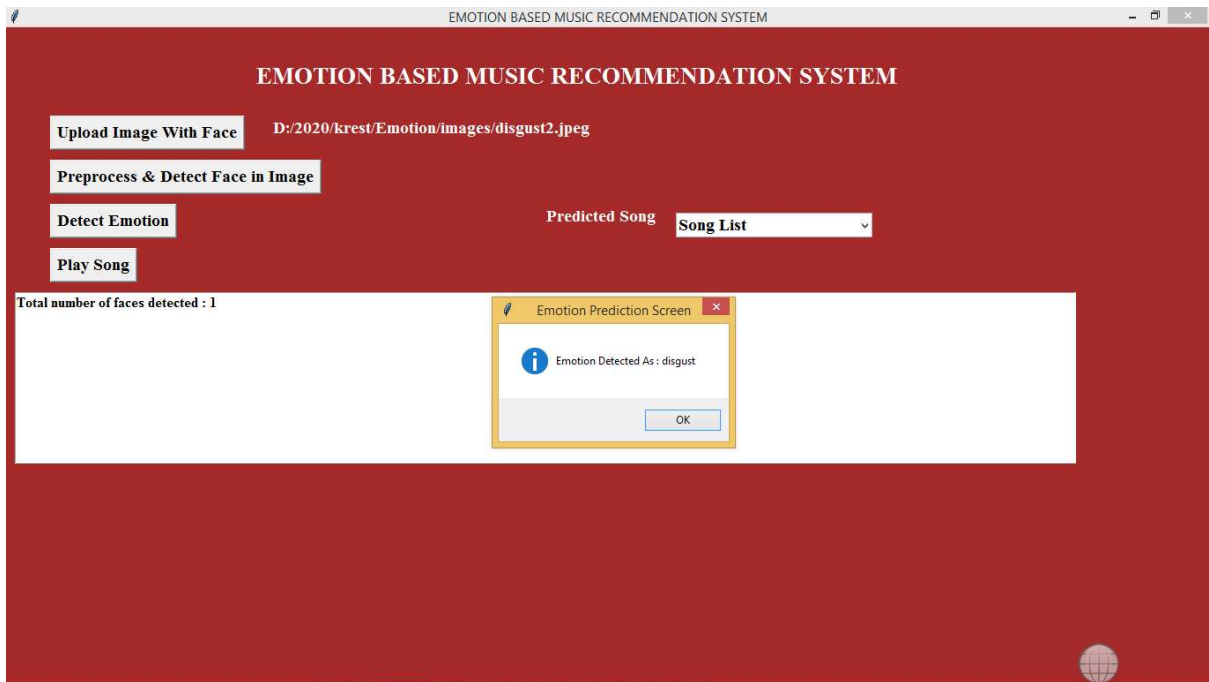 EMOTION BASED MUSIC RECOMMENDATION SYSTEM
EMOTION BASED MUSIC RECOMMENDATION SYSTEM
Upload Image With Face
D:/2020/krest/Emotion/images/disgust2.jpeg
Preprocess & Detect Face in Image
Detect Emotion
Predicted Song
Song List
Play Song
Total number of faces detected : 1
Emotion Prediction Screen
Emotion Detected As : disgust
OK